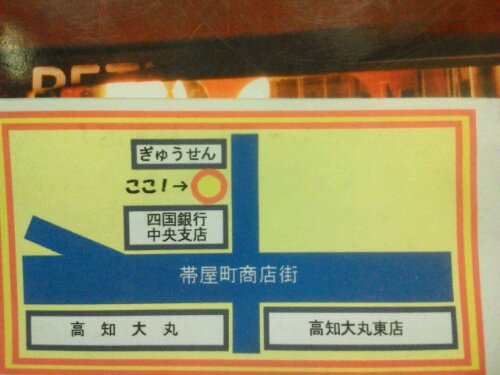 ぎゅうせん
ここ！→
四国銀行
中央支店
帯屋町商店街
高知大丸
高知大丸東店